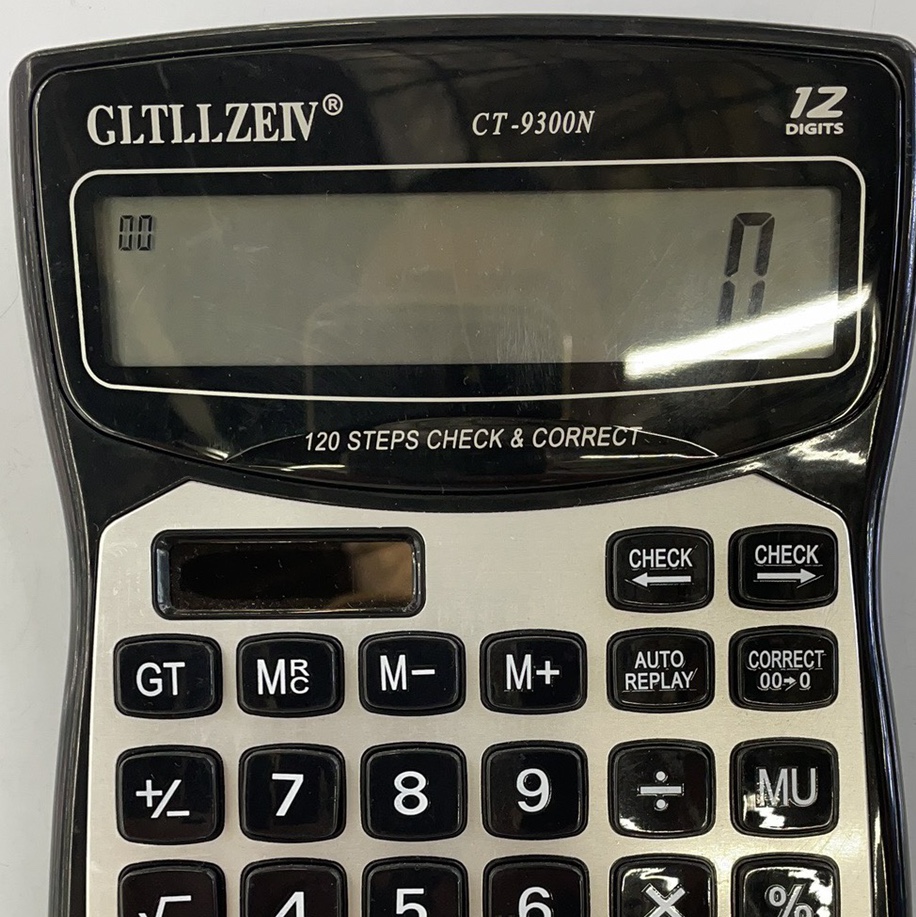 GLTLLZEIV® CT-9300N 12 DIGITS
00 0
120 STEPS CHECK & CORRECT
CHECK ← CHECK →
GT MRC M− M+ AUTO REPLAY CORRECT 00→0
+/− 7 8 9 ÷ MU
√ 4 5 6 × %